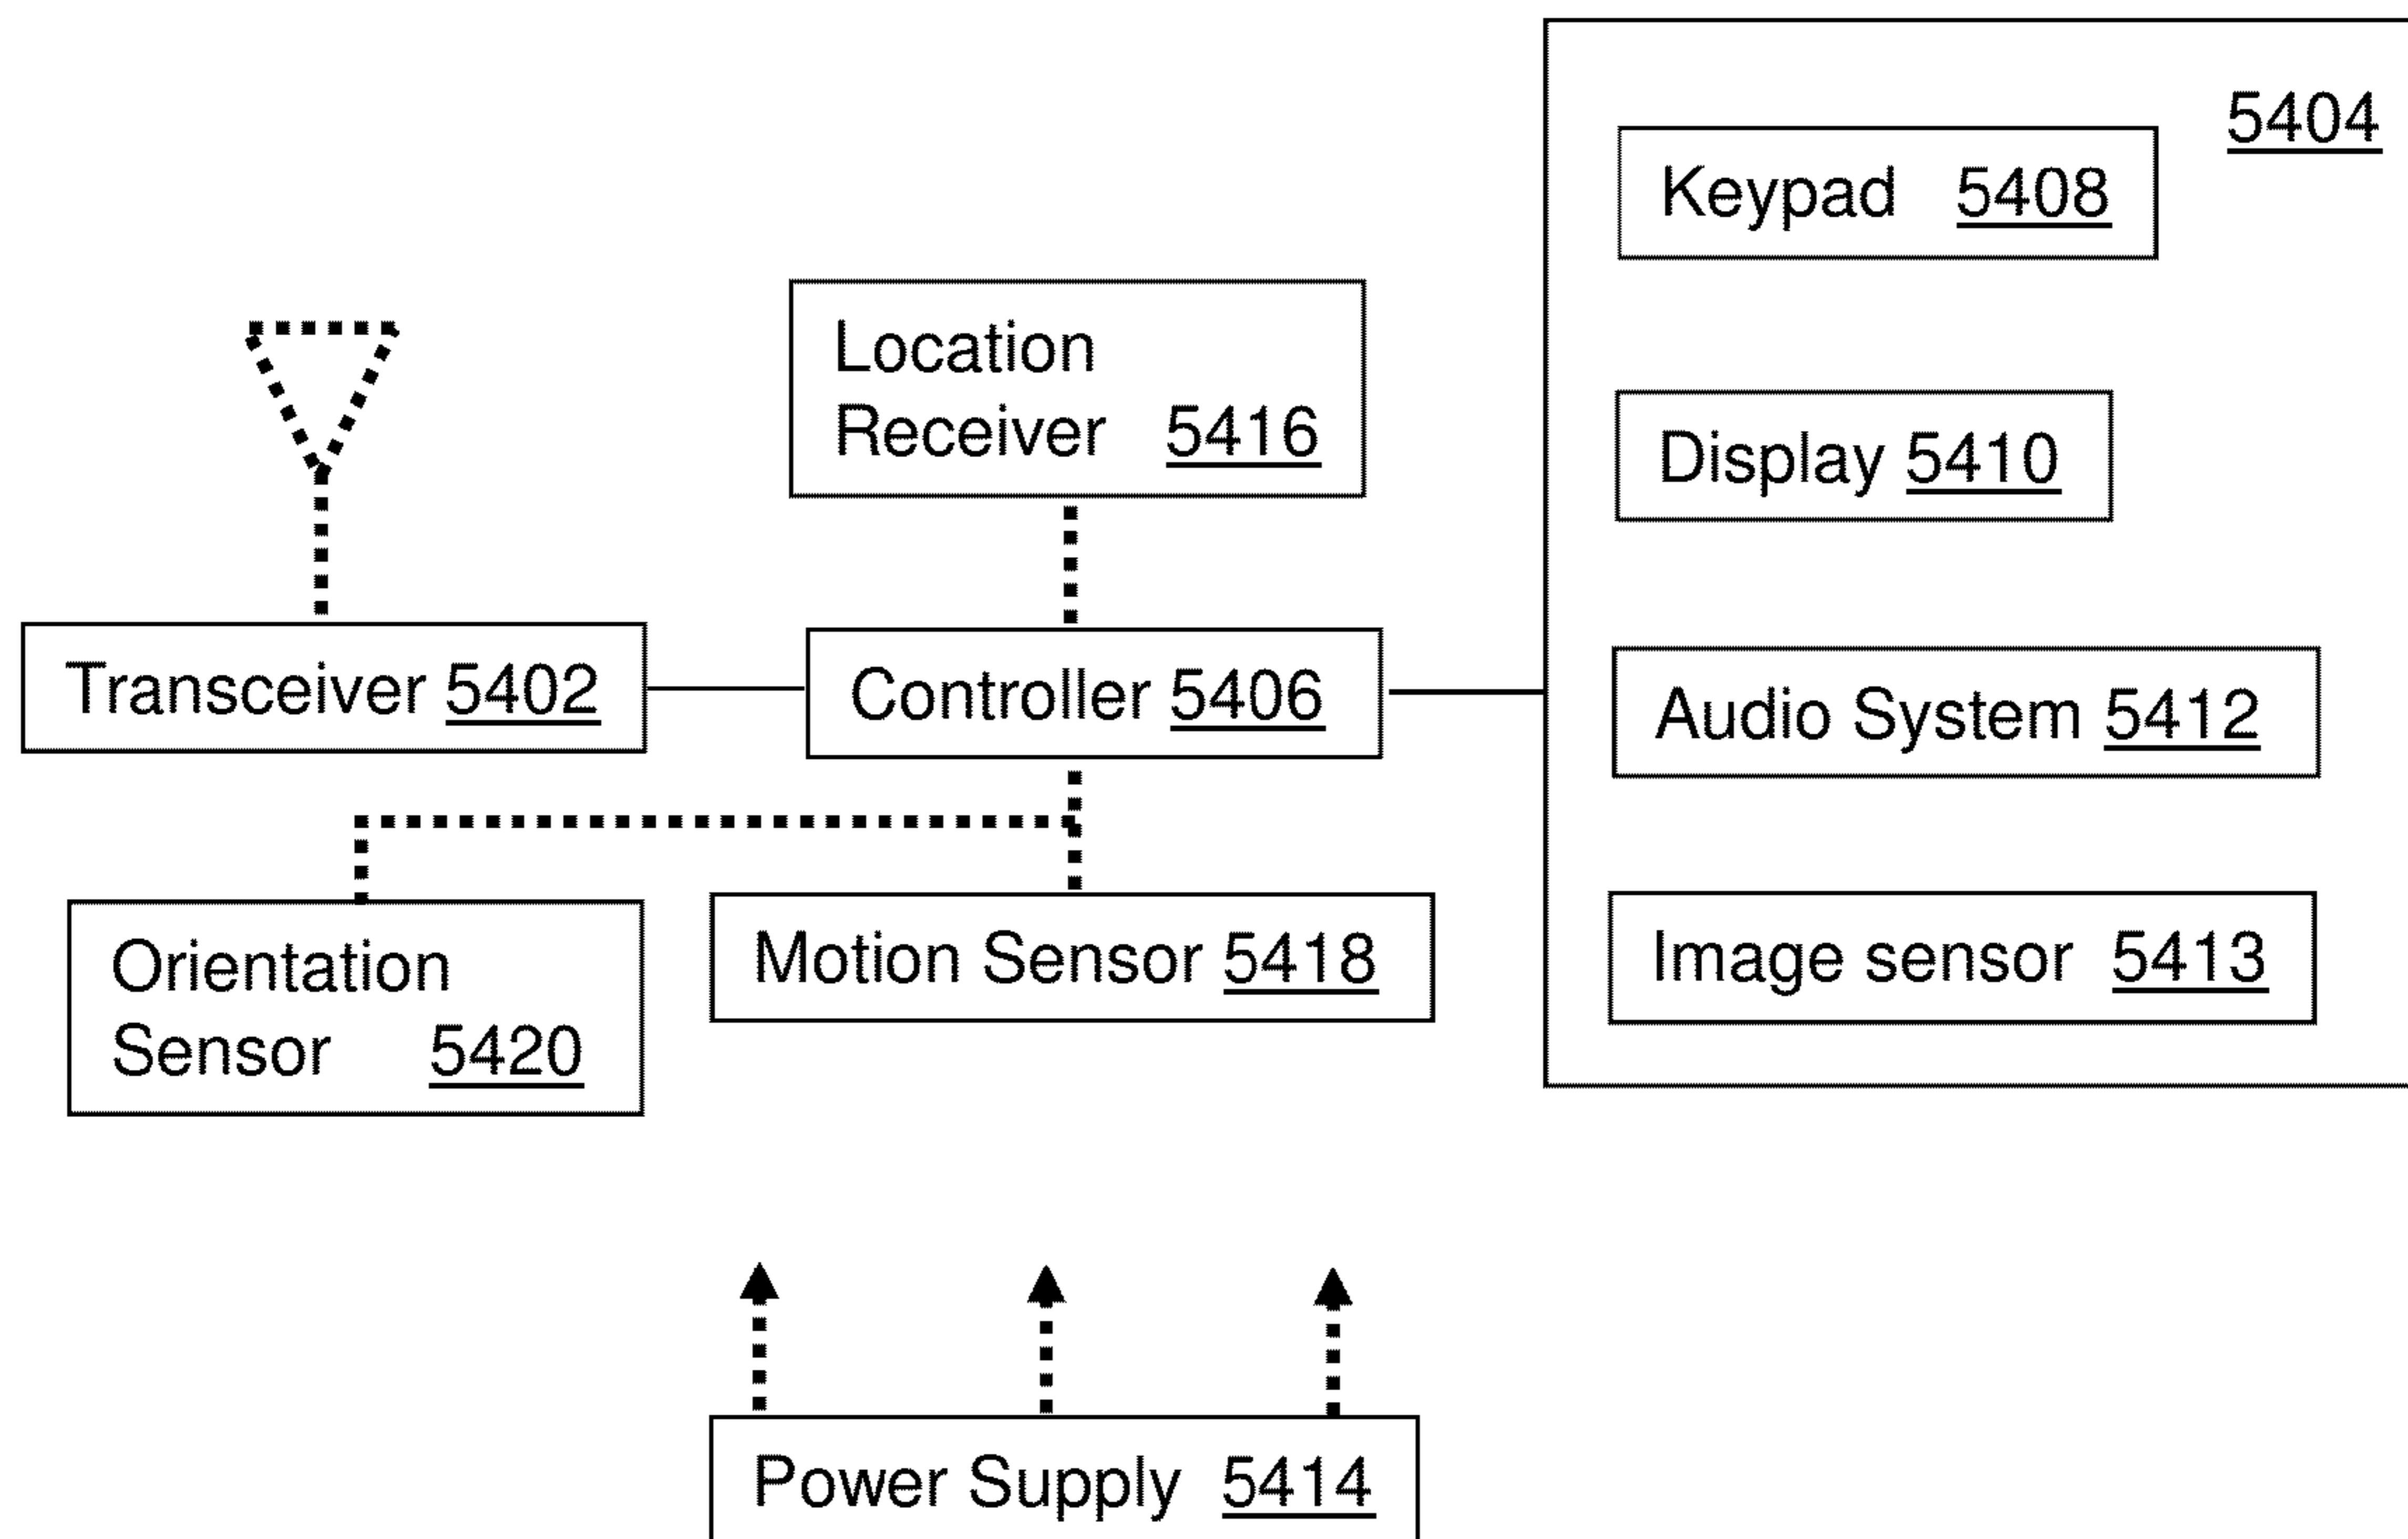 5404
Keypad 5408
Location
Receiver 5416
Display 5410
Transceiver 5402
Controller 5406
Audio System 5412
Orientation
Sensor 5420
Motion Sensor 5418
Image sensor 5413
Power Supply 5414